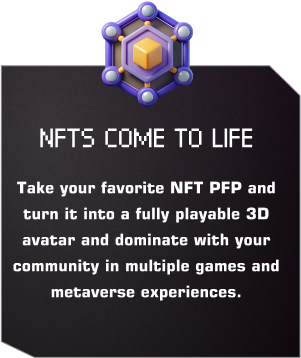 NFTS COME TO LIFE
Take your favorite NFT PFP and
turn it into a fully playable 3D
avatar and dominate with your
community in multiple games and
metaverse experiences.